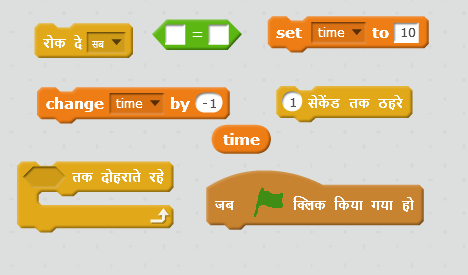 रोक दे सब
=
set time to 10
change time by -1
1 सेकेंड तक ठहरे
time
तक दोहराते रहे
जब क्लिक किया गया हो